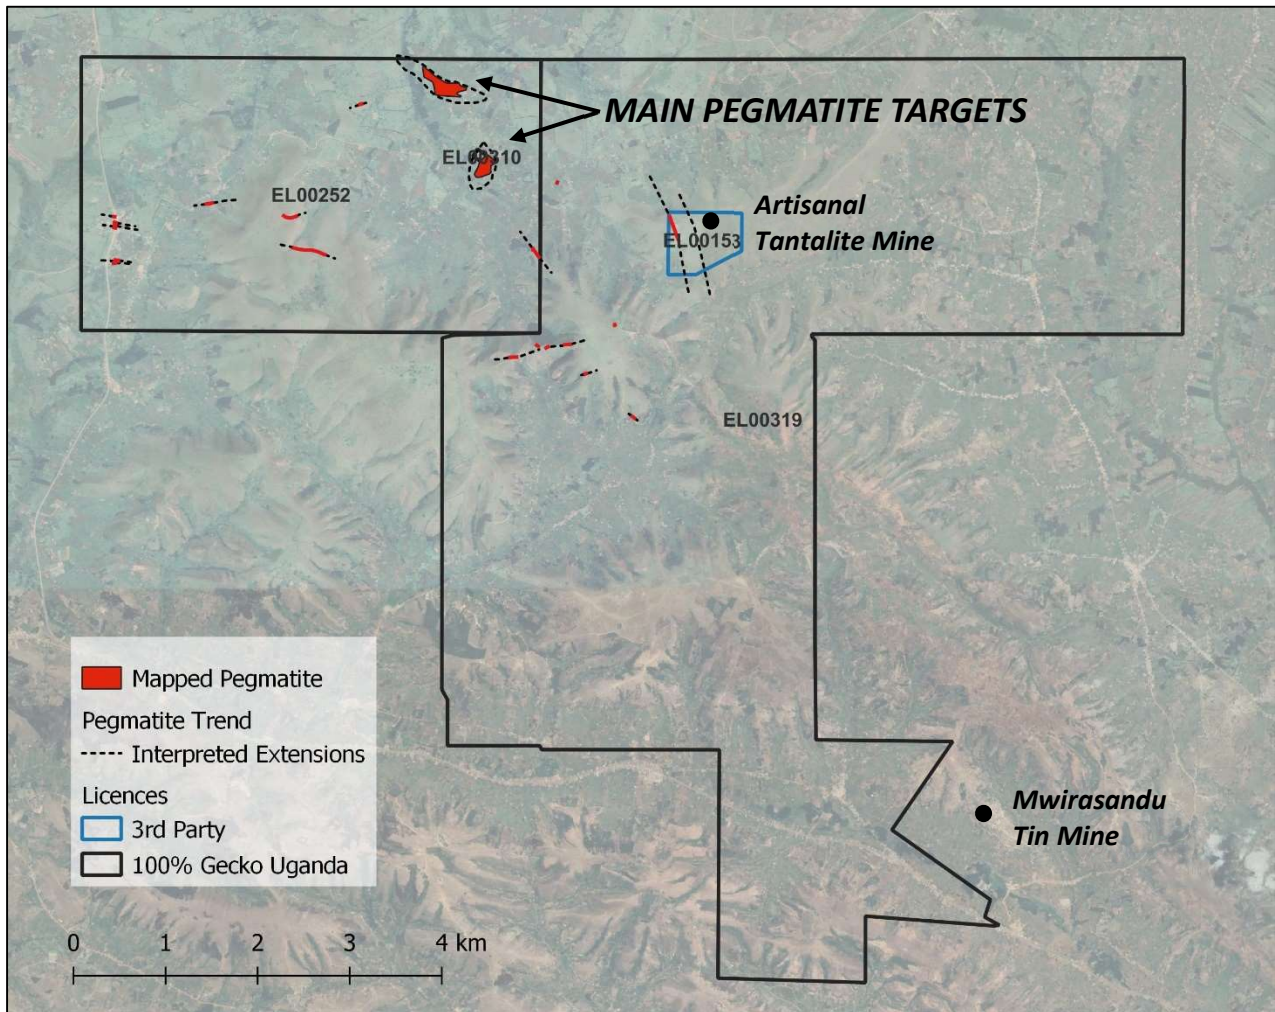 MAIN PEGMATITE TARGETS
EL00310
EL00252
Artisanal
Tantalite Mine
EL00153
EL00319
Mapped Pegmatite
Pegmatite Trend
Interpreted Extensions
Licences
3rd Party
100% Gecko Uganda
Mwirasandu
Tin Mine
0 1 2 3 4 km